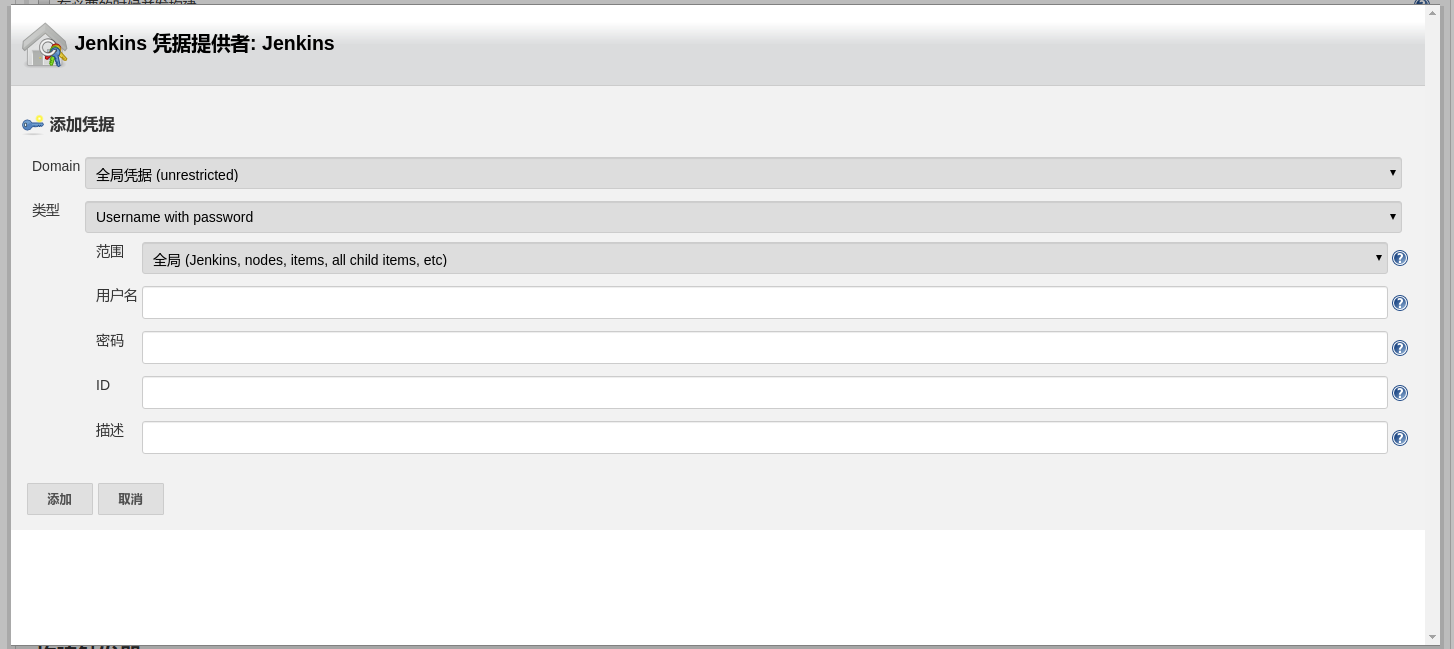 Jenkins 凭据提供者: Jenkins
添加凭据
Domain 全局凭据 (unrestricted)
类型 Username with password
范围 全局 (Jenkins, nodes, items, all child items, etc)
用户名
密码
ID
描述
添加 取消